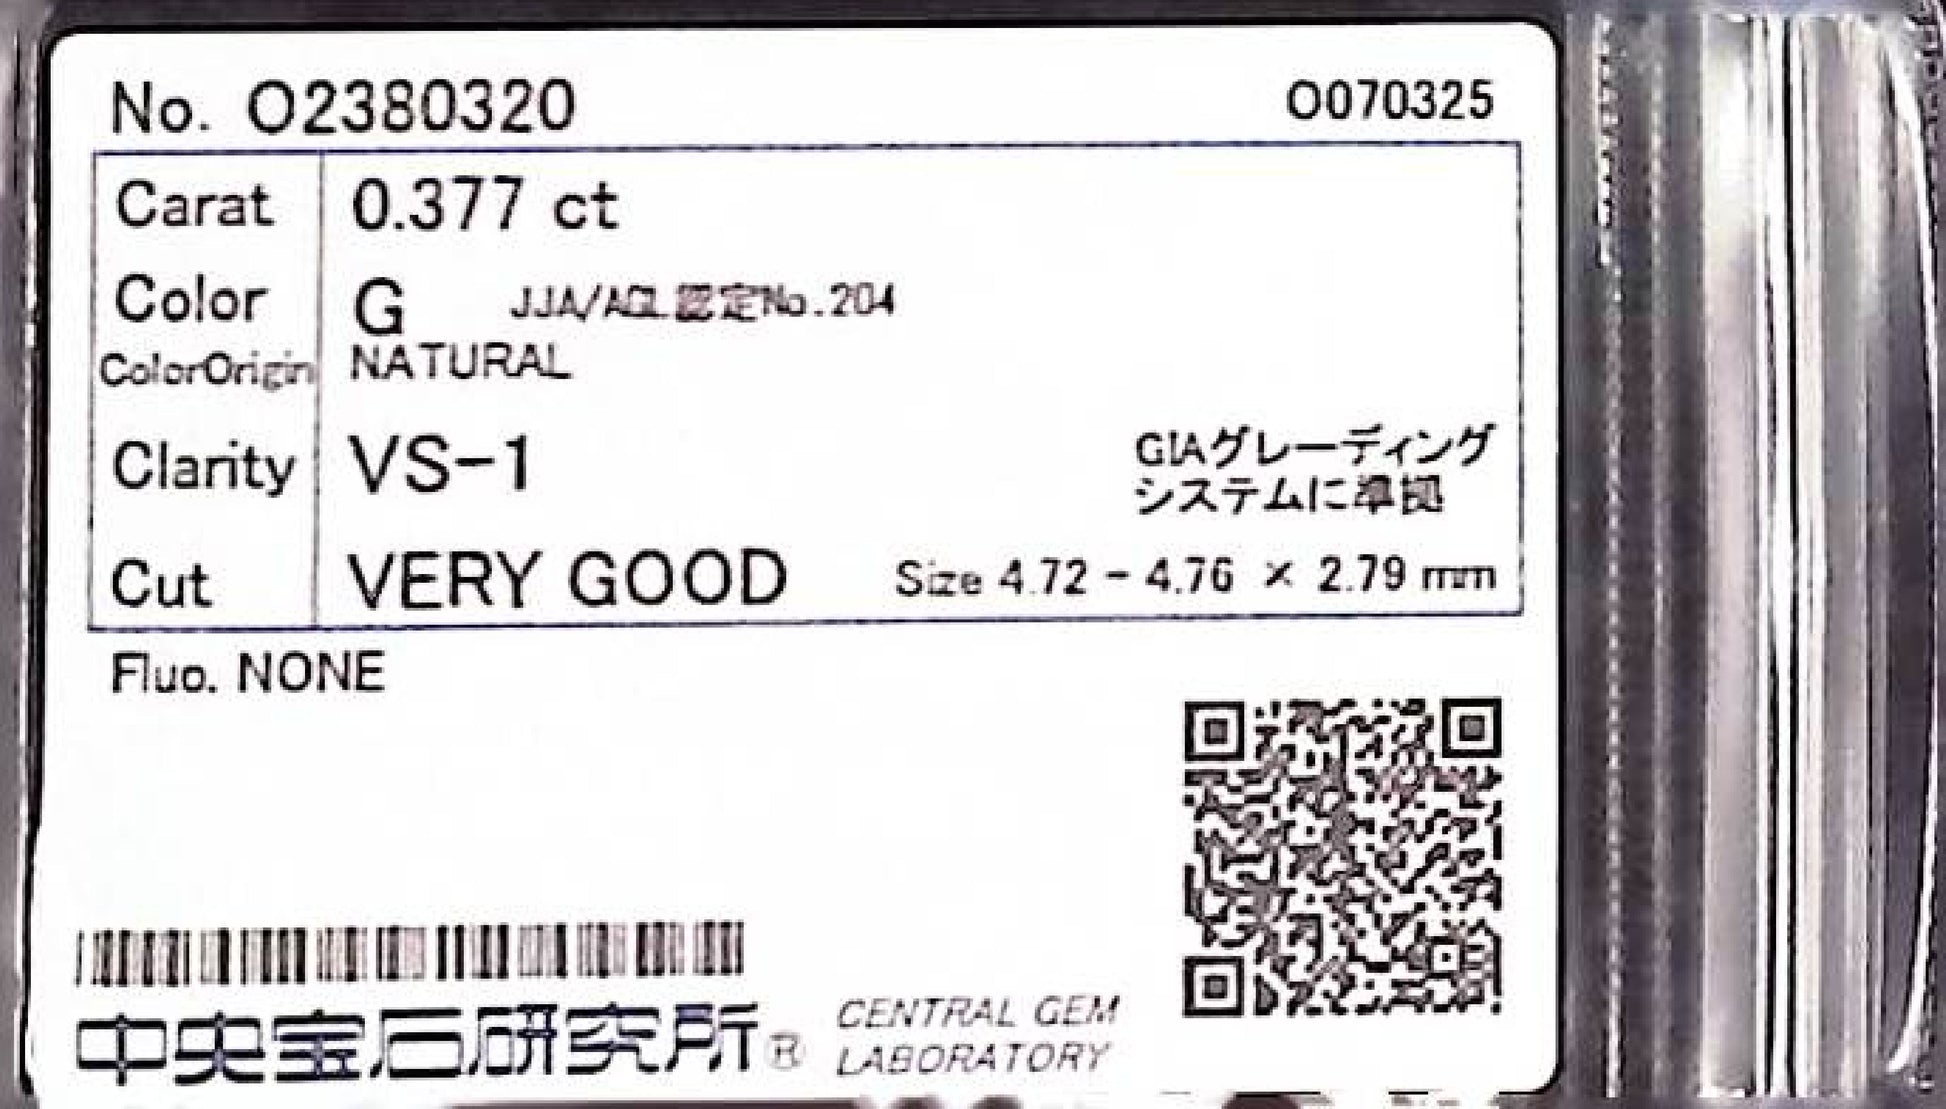 No. O2380320 O070325
Carat 0.377 ct
Color G JJA/AGL認定No.204
ColorOrigin NATURAL
Clarity VS-1 GIAグレーディング
システムに準拠
Cut VERY GOOD Size 4.72 - 4.76 × 2.79 mm
Fluo. NONE
中央宝石研究所® CENTRAL GEM
LABORATORY